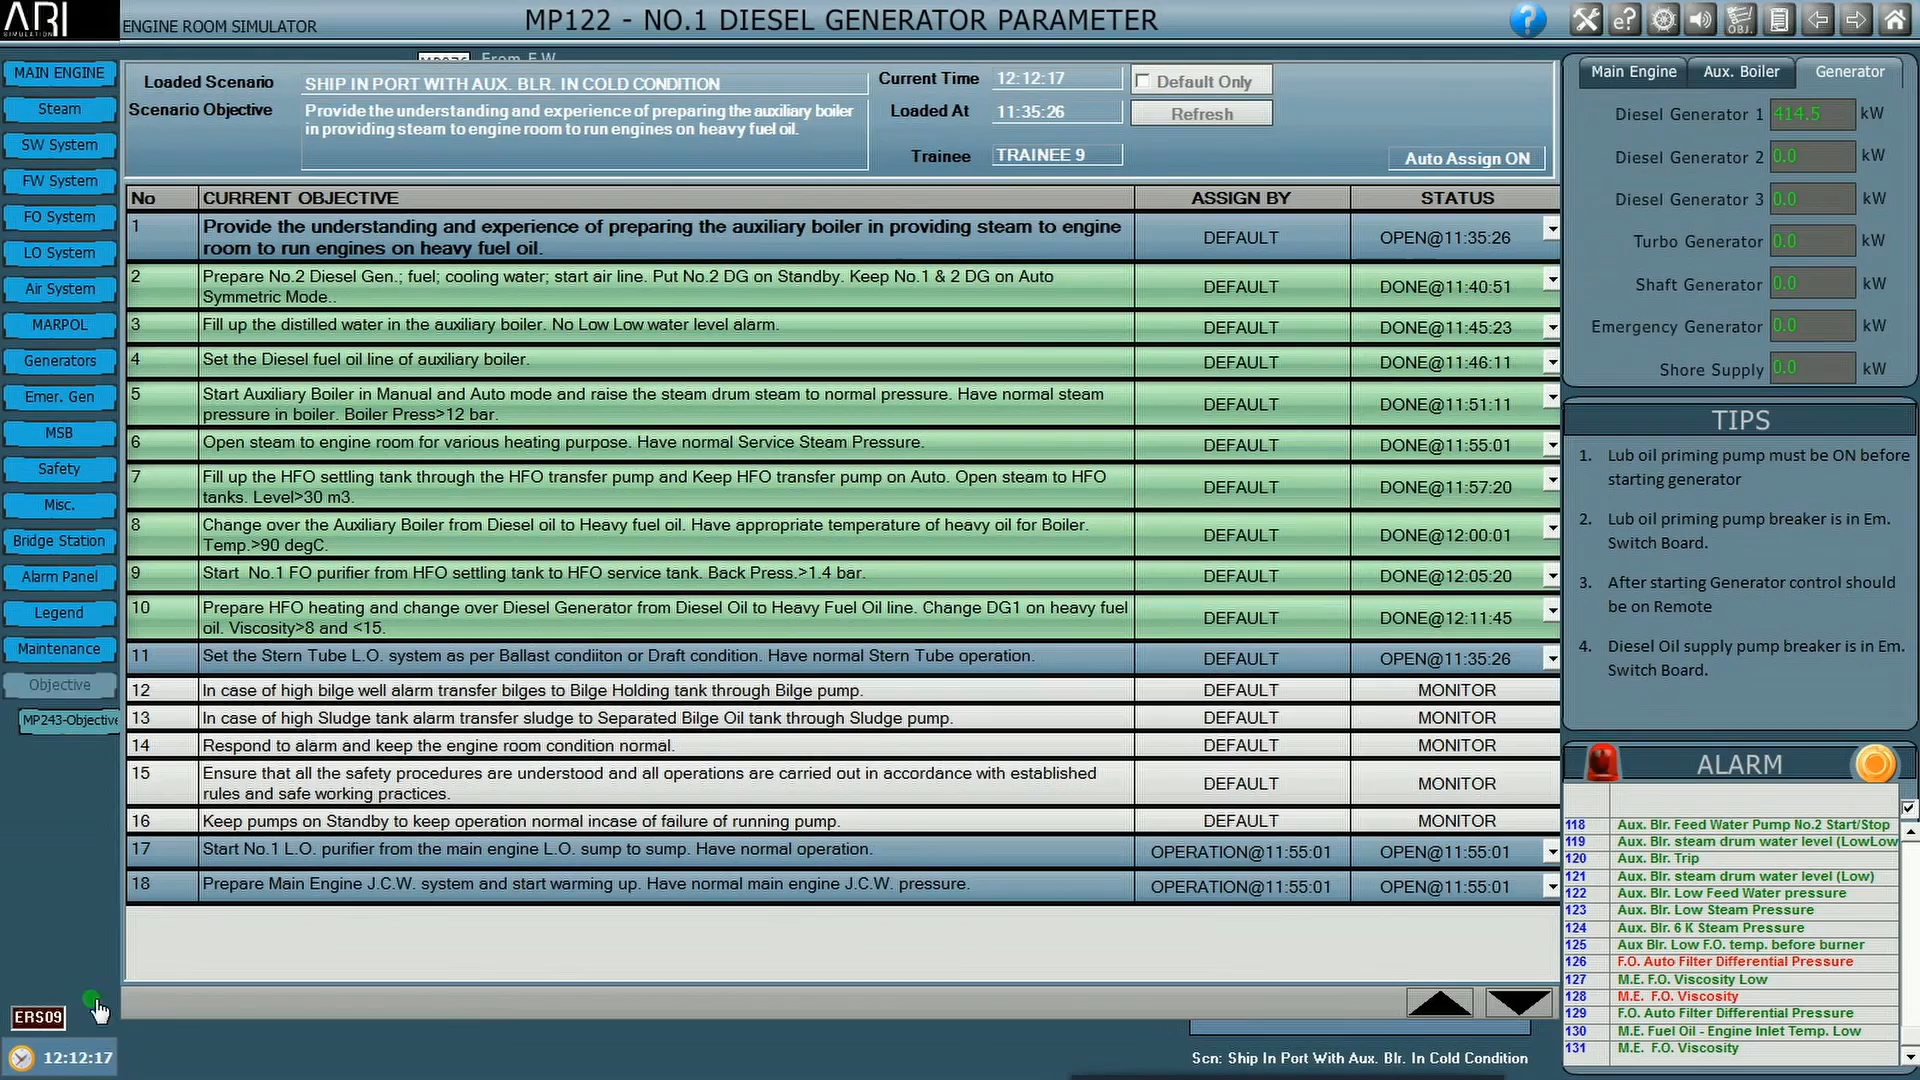 ARI
SIMULATION
ENGINE ROOM SIMULATOR
MP122 - NO.1 DIESEL GENERATOR PARAMETER
e?
OBJ.
From F.W
MAIN ENGINE
Steam
SW System
FW System
FO System
LO System
Air System
MARPOL
Generators
Emer. Gen
MSB
Safety
Misc.
Bridge Station
Alarm Panel
Legend
Maintenance
Objective
MP243-Objective
ERS09
12:12:17
Loaded Scenario
SHIP IN PORT WITH AUX. BLR. IN COLD CONDITION
Scenario Objective
Provide the understanding and experience of preparing the auxiliary boiler
in providing steam to engine room to run engines on heavy fuel oil.
Current Time 12:12:17
Default Only
Loaded At 11:35:26
Refresh
Trainee TRAINEE 9
Auto Assign ON
No CURRENT OBJECTIVE ASSIGN BY STATUS
1 Provide the understanding and experience of preparing the auxiliary boiler in providing steam to engine
room to run engines on heavy fuel oil.
DEFAULT OPEN@11:35:26
2 Prepare No.2 Diesel Gen.; fuel; cooling water; start air line. Put No.2 DG on Standby. Keep No.1 & 2 DG on Auto
Symmetric Mode..
DEFAULT DONE@11:40:51
3 Fill up the distilled water in the auxiliary boiler. No Low Low water level alarm. DEFAULT DONE@11:45:23
4 Set the Diesel fuel oil line of auxiliary boiler. DEFAULT DONE@11:46:11
5 Start Auxiliary Boiler in Manual and Auto mode and raise the steam drum steam to normal pressure. Have normal steam
pressure in boiler. Boiler Press>12 bar.
DEFAULT DONE@11:51:11
6 Open steam to engine room for various heating purpose. Have normal Service Steam Pressure. DEFAULT DONE@11:55:01
7 Fill up the HFO settling tank through the HFO transfer pump and Keep HFO transfer pump on Auto. Open steam to HFO
tanks. Level>30 m3.
DEFAULT DONE@11:57:20
8 Change over the Auxiliary Boiler from Diesel oil to Heavy fuel oil. Have appropriate temperature of heavy oil for Boiler.
Temp.>90 degC.
DEFAULT DONE@12:00:01
9 Start No.1 FO purifier from HFO settling tank to HFO service tank. Back Press.>1.4 bar. DEFAULT DONE@12:05:20
10 Prepare HFO heating and change over Diesel Generator from Diesel Oil to Heavy Fuel Oil line. Change DG1 on heavy fuel
oil. Viscosity>8 and <15.
DEFAULT DONE@12:11:45
11 Set the Stern Tube L.O. system as per Ballast condiiton or Draft condition. Have normal Stern Tube operation. DEFAULT OPEN@11:35:26
12 In case of high bilge well alarm transfer bilges to Bilge Holding tank through Bilge pump. DEFAULT MONITOR
13 In case of high Sludge tank alarm transfer sludge to Separated Bilge Oil tank through Sludge pump. DEFAULT MONITOR
14 Respond to alarm and keep the engine room condition normal. DEFAULT MONITOR
15 Ensure that all the safety procedures are understood and all operations are carried out in accordance with established
rules and safe working practices.
DEFAULT MONITOR
16 Keep pumps on Standby to keep operation normal incase of failure of running pump. DEFAULT MONITOR
17 Start No.1 L.O. purifier from the main engine L.O. sump to sump. Have normal operation. OPERATION@11:55:01 OPEN@11:55:01
18 Prepare Main Engine J.C.W. system and start warming up. Have normal main engine J.C.W. pressure. OPERATION@11:55:01 OPEN@11:55:01
Scn: Ship In Port With Aux. Blr. In Cold Condition
Main Engine Aux. Boiler Generator
Diesel Generator 1 414.5 kW
Diesel Generator 2 0.0 kW
Diesel Generator 3 0.0 kW
Turbo Generator 0.0 kW
Shaft Generator 0.0 kW
Emergency Generator 0.0 kW
Shore Supply 0.0 kW
TIPS
1. Lub oil priming pump must be ON before
starting generator
2. Lub oil priming pump breaker is in Em.
Switch Board.
3. After starting Generator control should
be on Remote
4. Diesel Oil supply pump breaker is in Em.
Switch Board.
ALARM
118 Aux. Blr. Feed Water Pump No.2 Start/Stop
119 Aux. Blr. steam drum water level (LowLow
120 Aux. Blr. Trip
121 Aux. Blr. steam drum water level (Low)
122 Aux. Blr. Low Feed Water pressure
123 Aux. Blr. Low Steam Pressure
124 Aux. Blr. 6 K Steam Pressure
125 Aux Blr. Low F.O. temp. before burner
126 F.O. Auto Filter Differential Pressure
127 M.E. F.O. Viscosity Low
128 M.E. F.O. Viscosity
129 F.O. Auto Filter Differential Pressure
130 M.E. Fuel Oil - Engine Inlet Temp. Low
131 M.E. F.O. Viscosity